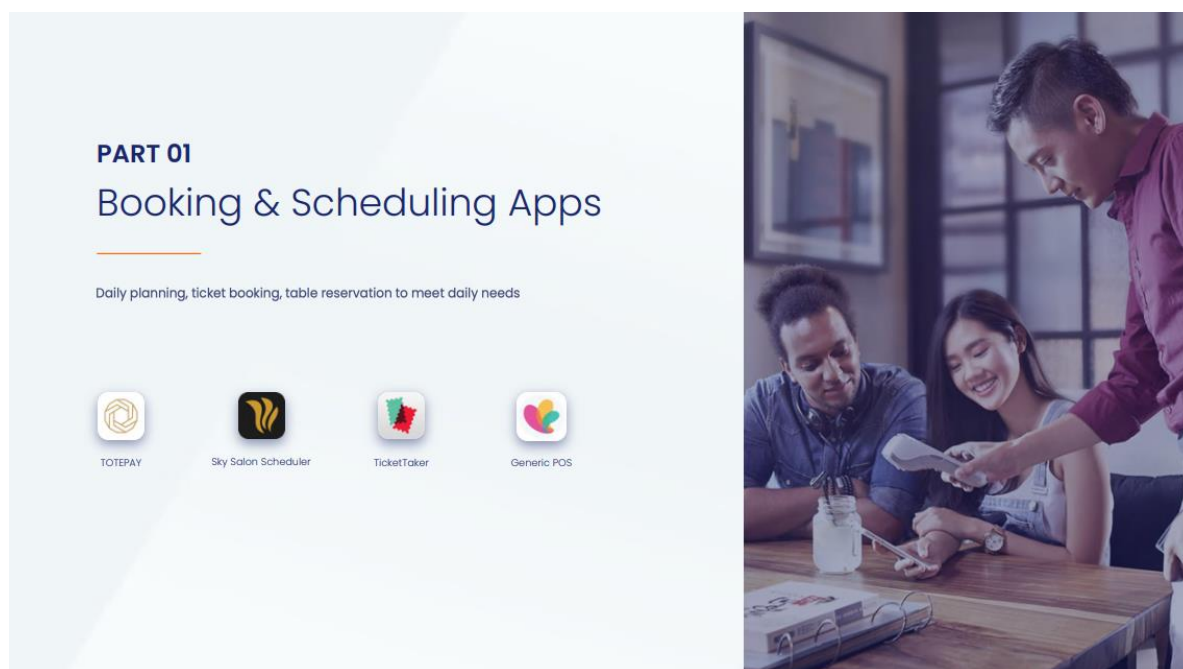 PART 01
Booking & Scheduling Apps
Daily planning, ticket booking, table reservation to meet daily needs
TOTEPAY
Sky Salon Scheduler
TicketTaker
Generic POS